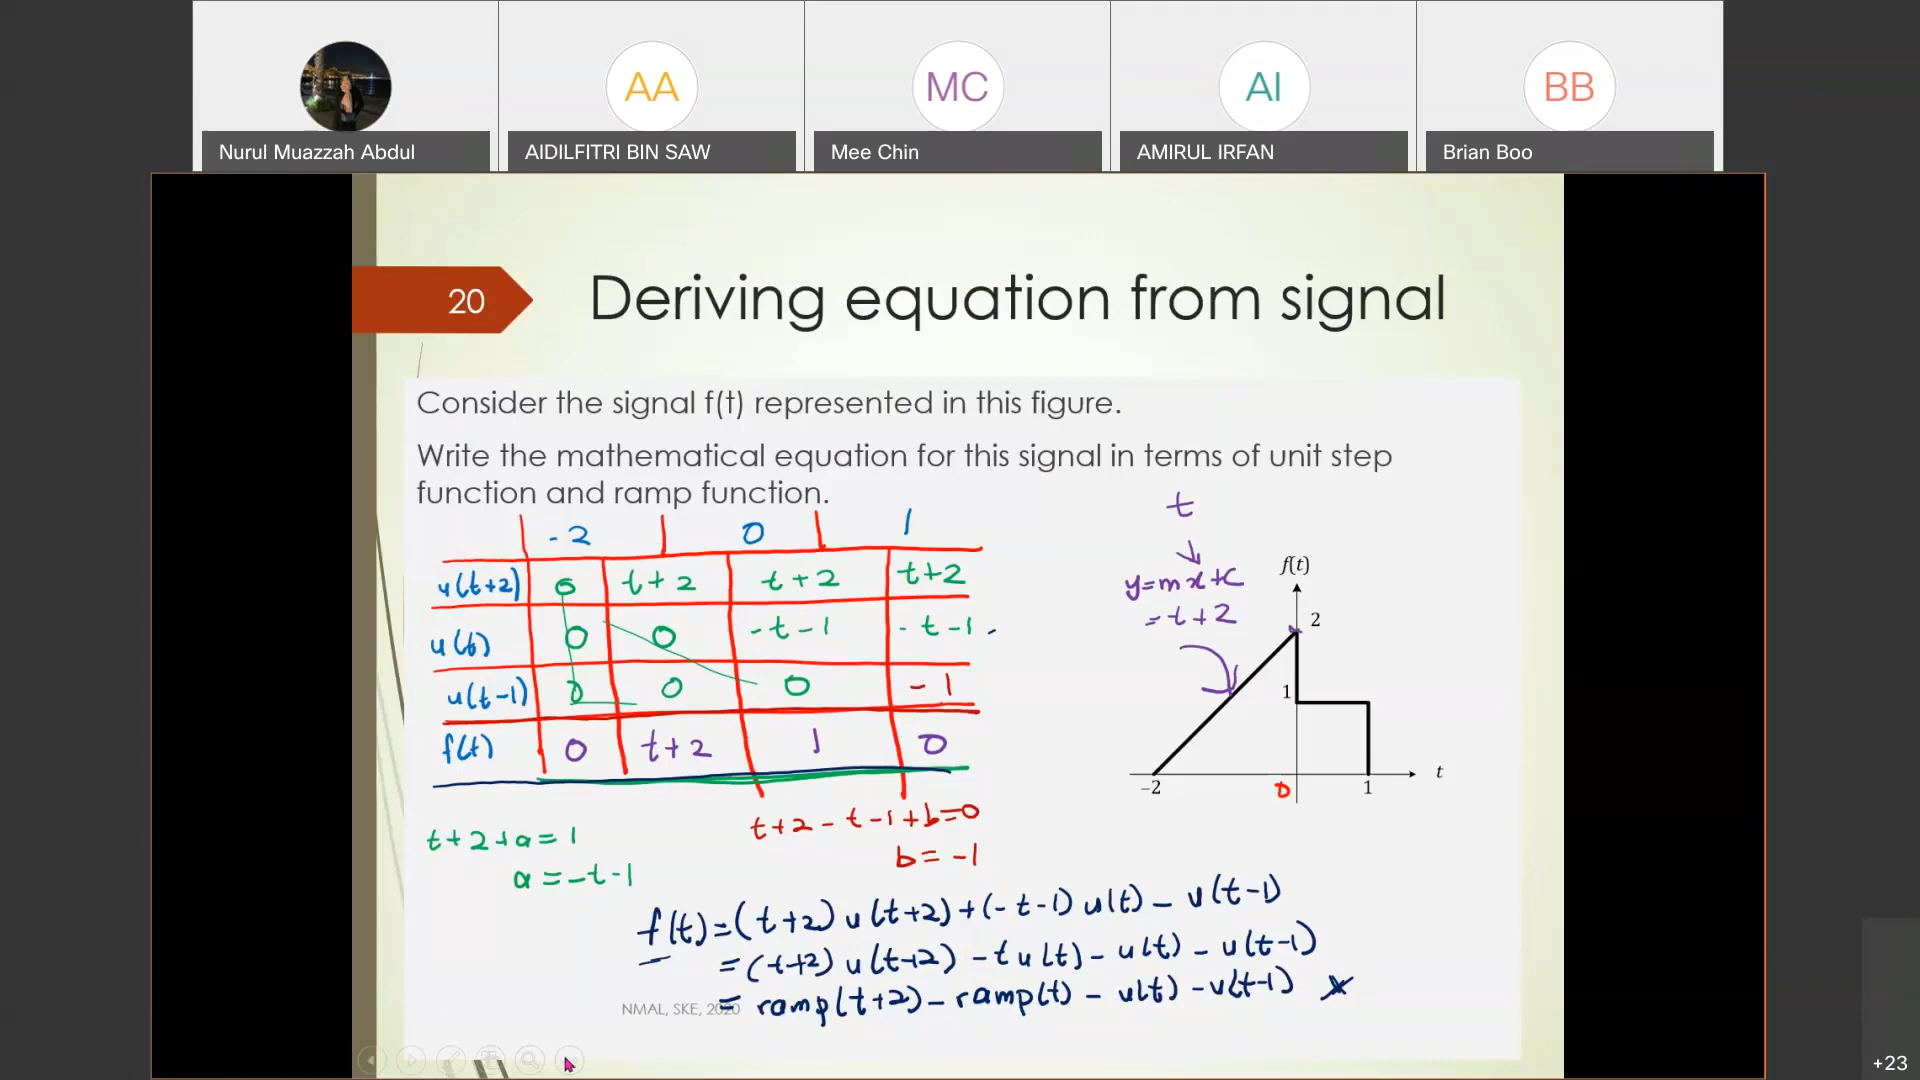 AA
MC
AI
BB
Nurul Muazzah Abdul
AIDILFITRI BIN SAW
Mee Chin
AMIRUL IRFAN
Brian Boo
20
Deriving equation from signal
Consider the signal f(t) represented in this figure.
Write the mathematical equation for this signal in terms of unit step
function and ramp function.
-2 0 1
u(t+2) 0 t+2 t+2 t+2
u(t) 0 0 -t-1 -t-1
u(t-1) 0 0 0 -1
f(t) 0 t+2 1 0
t+2+a=1
a=-t-1
t+2-t-1+b=0
b=-1
t
y=mx+c
=t+2
f(t)
2
1
-2
0
1
t
f(t)=(t+2)u(t+2)+(-t-1)u(t)-u(t-1)
=(t+2)u(t+2)-tu(t)-u(t)-u(t-1)
=ramp(t+2)-ramp(t)-u(t)-u(t-1)
NMAL, SKE, 2020
+23